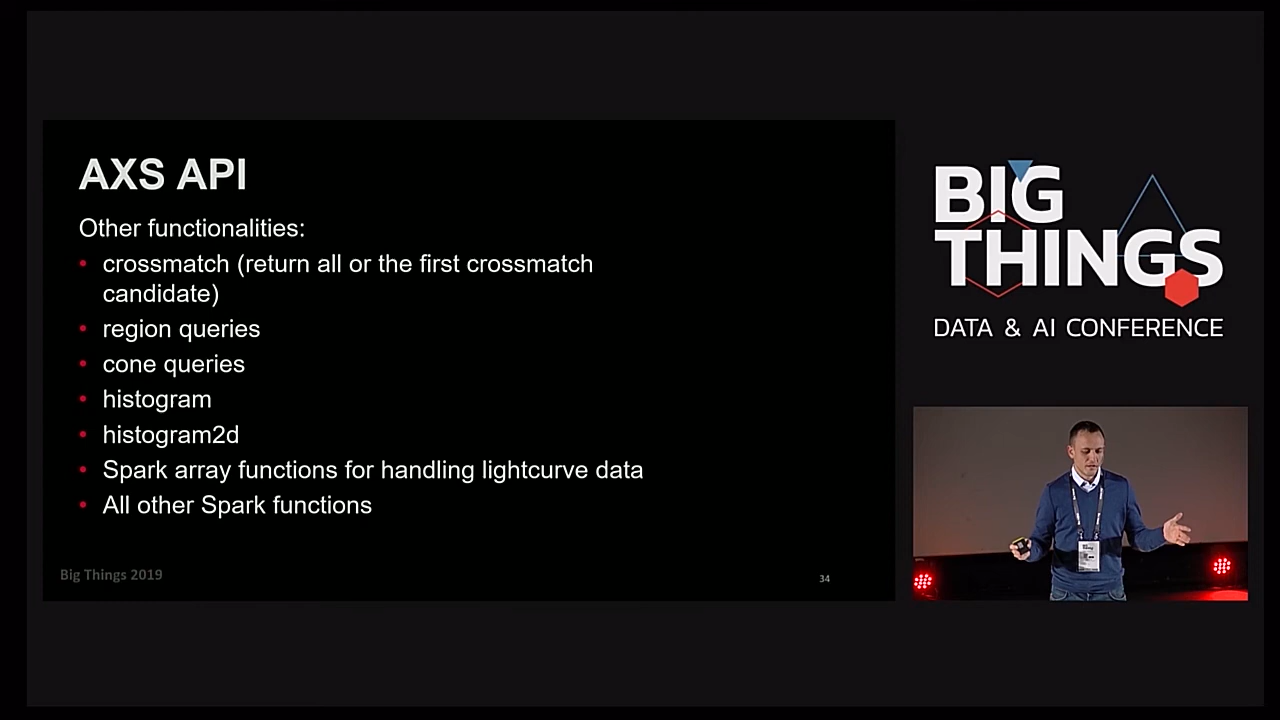 AXS API
Other functionalities:
• crossmatch (return all or the first crossmatch
candidate)
• region queries
• cone queries
• histogram
• histogram2d
• Spark array functions for handling lightcurve data
• All other Spark functions
Big Things 2019
34
BIG
THINGS
DATA & AI CONFERENCE